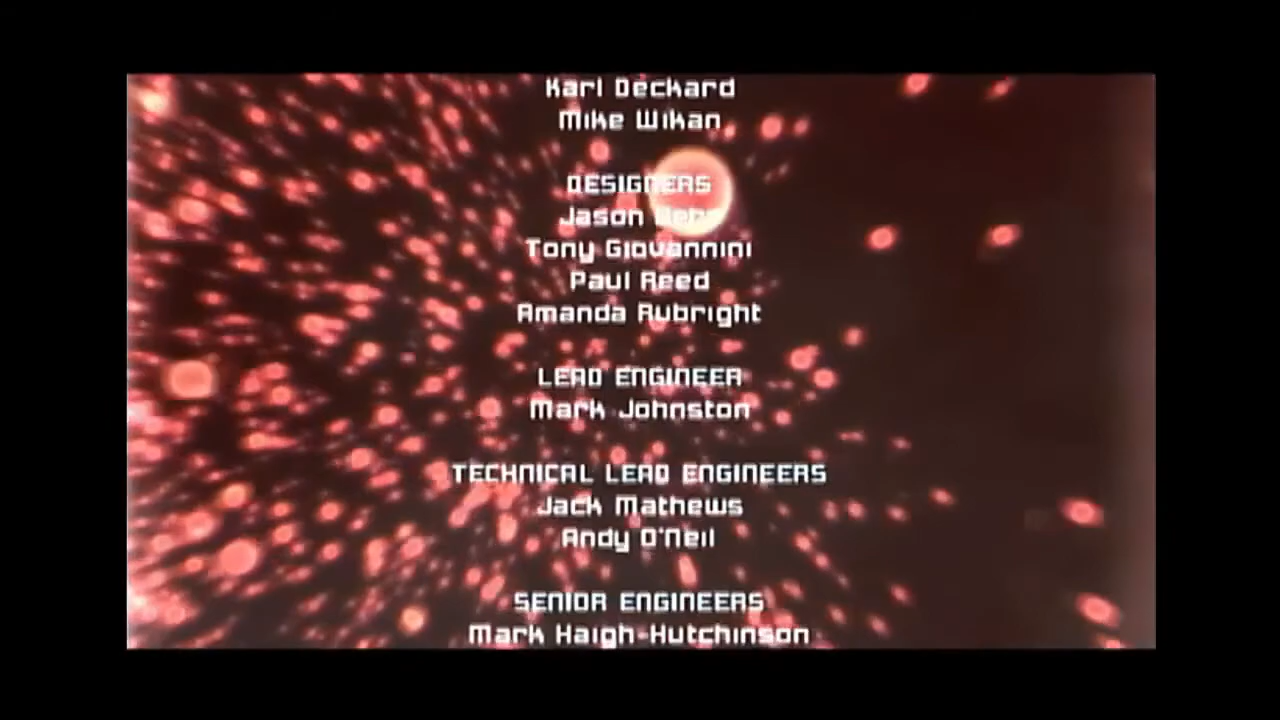 Karl Deckard
Mike Wikan
DESIGNERS
Jason
Tony Giovannini
Paul Reed
Amanda Rubright
LEAD ENGINEER
Mark Johnston
TECHNICAL LEAD ENGINEERS
Jack Mathews
Andy O'Neil
SENIOR ENGINEERS
Mark Haigh-Hutchinson